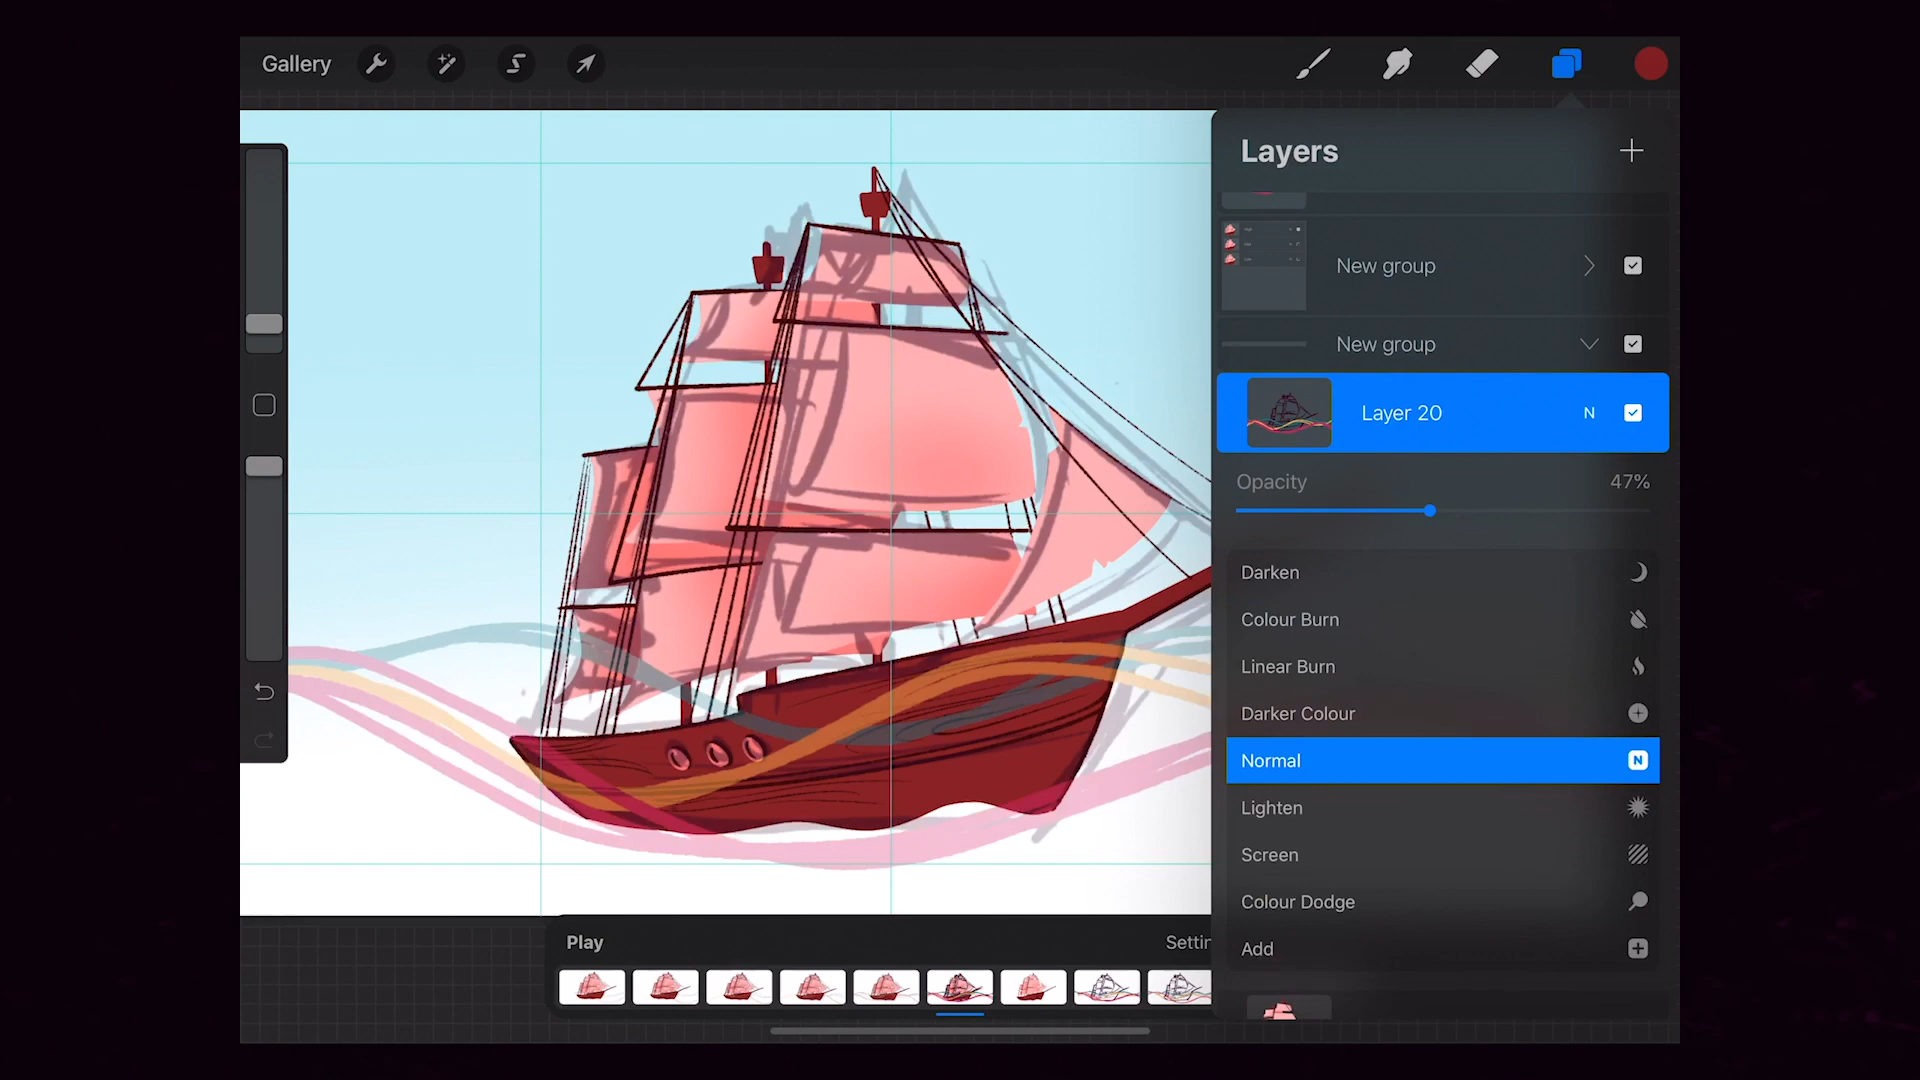 Gallery
Layers
New group
New group
Layer 20 N
Opacity 47%
Darken
Colour Burn
Linear Burn
Darker Colour
Normal N
Lighten
Screen
Colour Dodge
Add
Play Settin